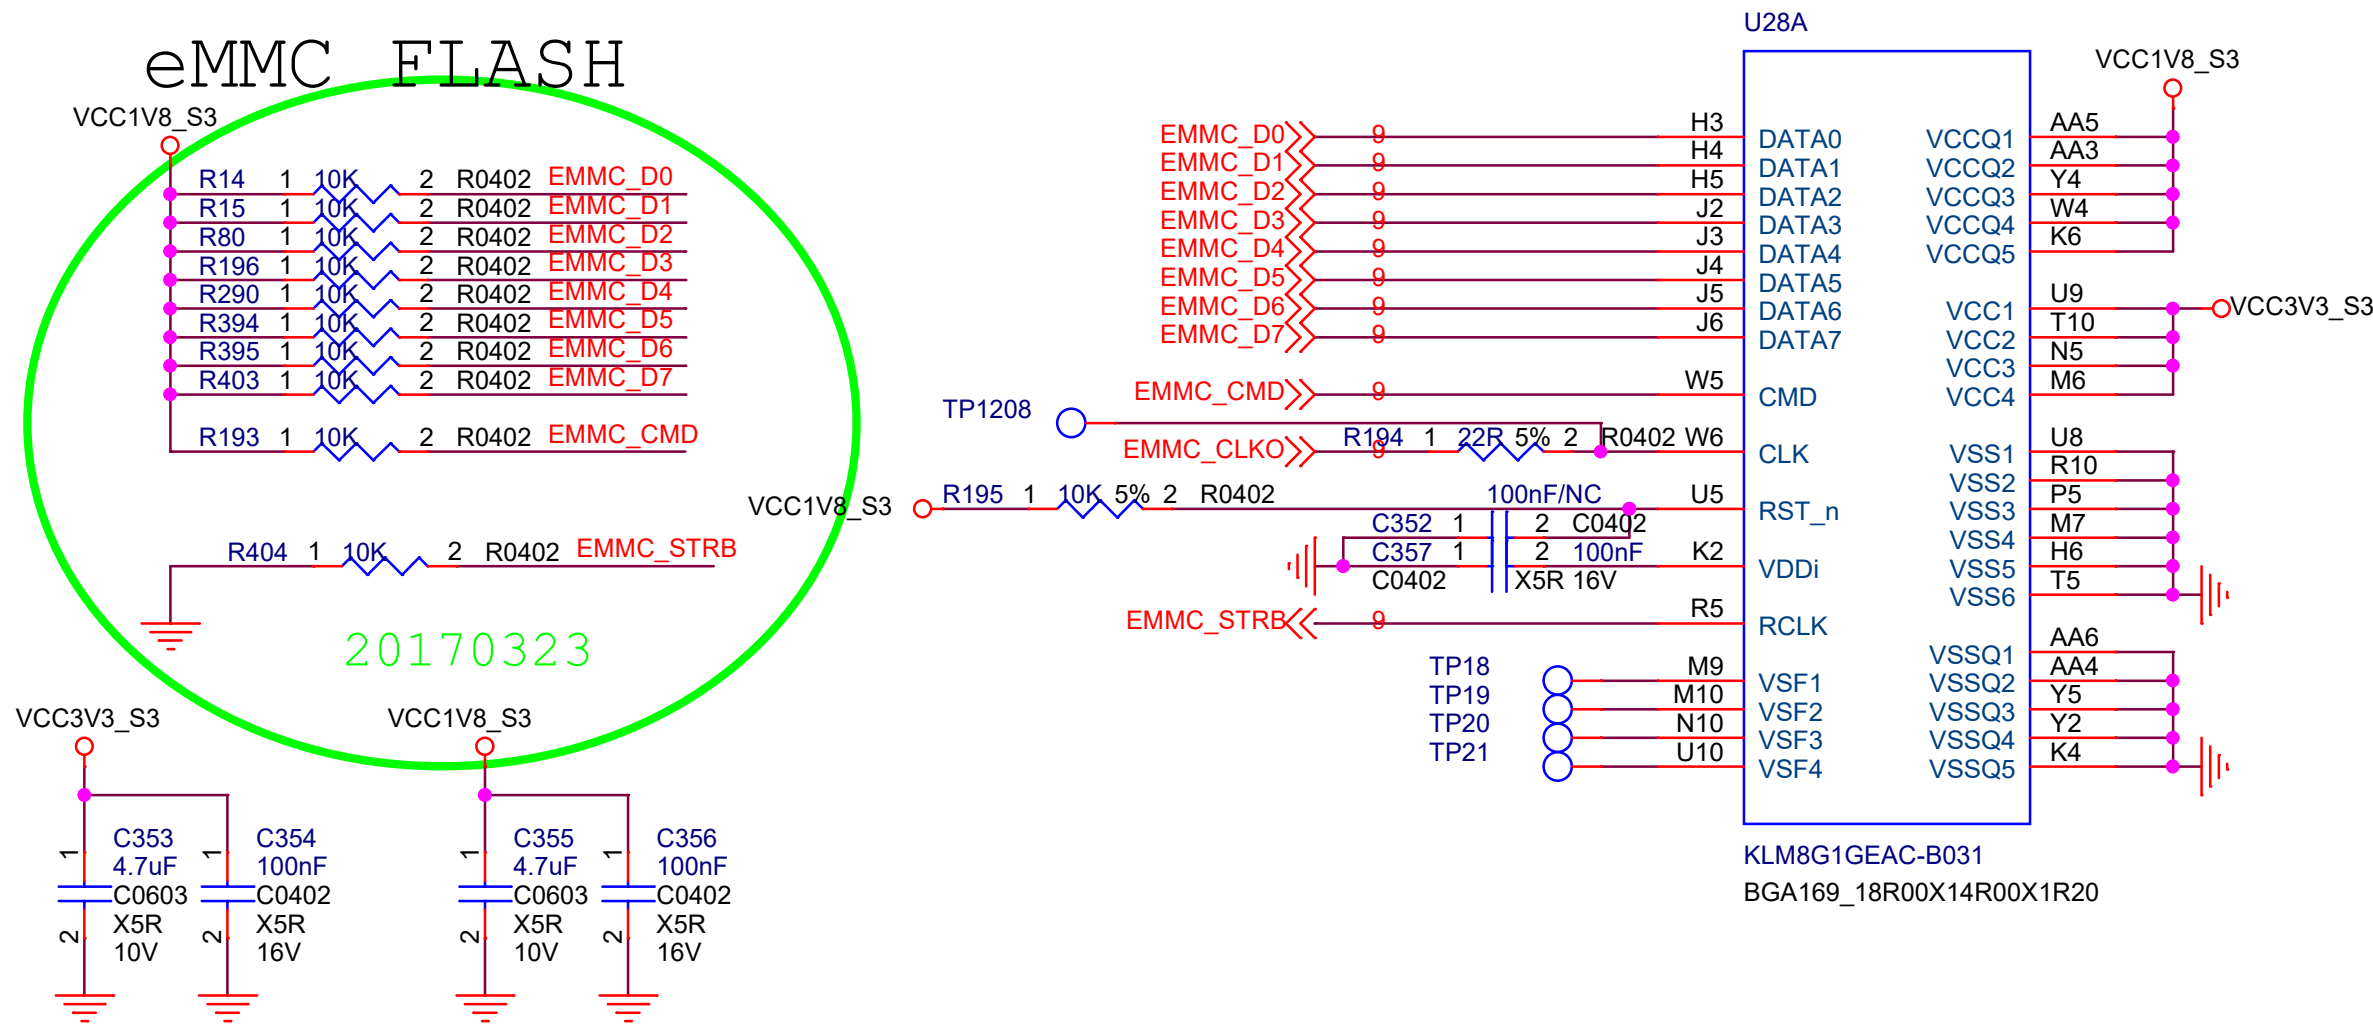 eMMC FLASH
VCC1V8_S3
R14 1 10K 2 R0402 EMMC_D0
R15 1 10K 2 R0402 EMMC_D1
R80 1 10K 2 R0402 EMMC_D2
R196 1 10K 2 R0402 EMMC_D3
R290 1 10K 2 R0402 EMMC_D4
R394 1 10K 2 R0402 EMMC_D5
R395 1 10K 2 R0402 EMMC_D6
R403 1 10K 2 R0402 EMMC_D7
R193 1 10K 2 R0402 EMMC_CMD
R404 1 10K 2 R0402 EMMC_STRB
20170323
VCC3V3_S3
C353
4.7uF
C0603
X5R
10V
1
2
C354
100nF
C0402
X5R
16V
1
2
VCC1V8_S3
C355
4.7uF
C0603
X5R
10V
1
2
C356
100nF
C0402
X5R
16V
1
2
U28A
EMMC_D0 9 H3 DATA0
EMMC_D1 9 H4 DATA1
EMMC_D2 9 H5 DATA2
EMMC_D3 9 J2 DATA3
EMMC_D4 9 J3 DATA4
EMMC_D5 9 J4 DATA5
EMMC_D6 9 J5 DATA6
EMMC_D7 9 J6 DATA7
EMMC_CMD 9 W5 CMD
TP1208
EMMC_CLKO 9 R194 1 22R 5% 2 R0402 W6 CLK
VCC1V8_S3 R195 1 10K 5% 2 R0402 100nF/NC U5 RST_n
C352 1 2 C0402
C357 1 2 100nF K2 VDDi
C0402 X5R 16V
EMMC_STRB 9 R5 RCLK
TP18 M9 VSF1
TP19 M10 VSF2
TP20 N10 VSF3
TP21 U10 VSF4
VCC1V8_S3
VCCQ1 AA5
VCCQ2 AA3
VCCQ3 Y4
VCCQ4 W4
VCCQ5 K6
VCC1 U9 VCC3V3_S3
VCC2 T10
VCC3 N5
VCC4 M6
VSS1 U8
VSS2 R10
VSS3 P5
VSS4 M7
VSS5 H6
VSS6 T5
VSSQ1 AA6
VSSQ2 AA4
VSSQ3 Y5
VSSQ4 Y2
VSSQ5 K4
KLM8G1GEAC-B031
BGA169_18R00X14R00X1R20